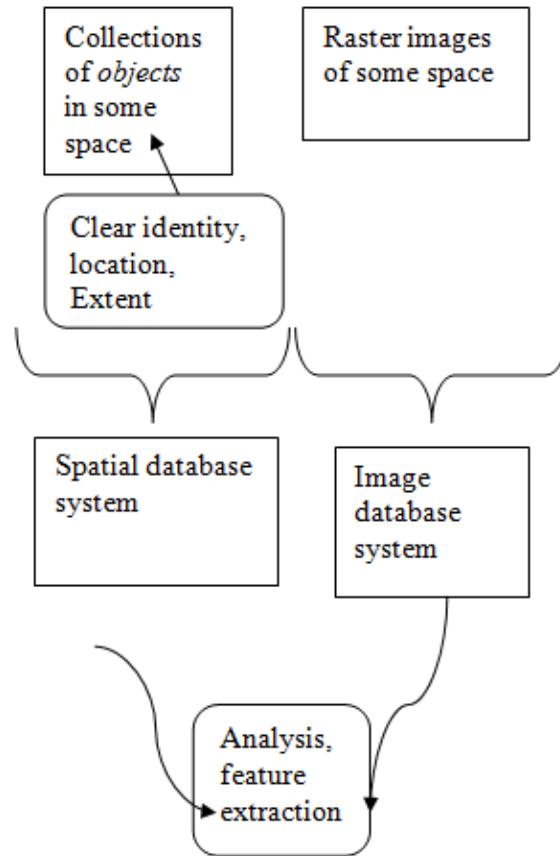 Collections
of objects
in some
space
Raster images
of some space
Clear identity,
location,
Extent
Spatial database
system
Image
database
system
Analysis,
feature
extraction